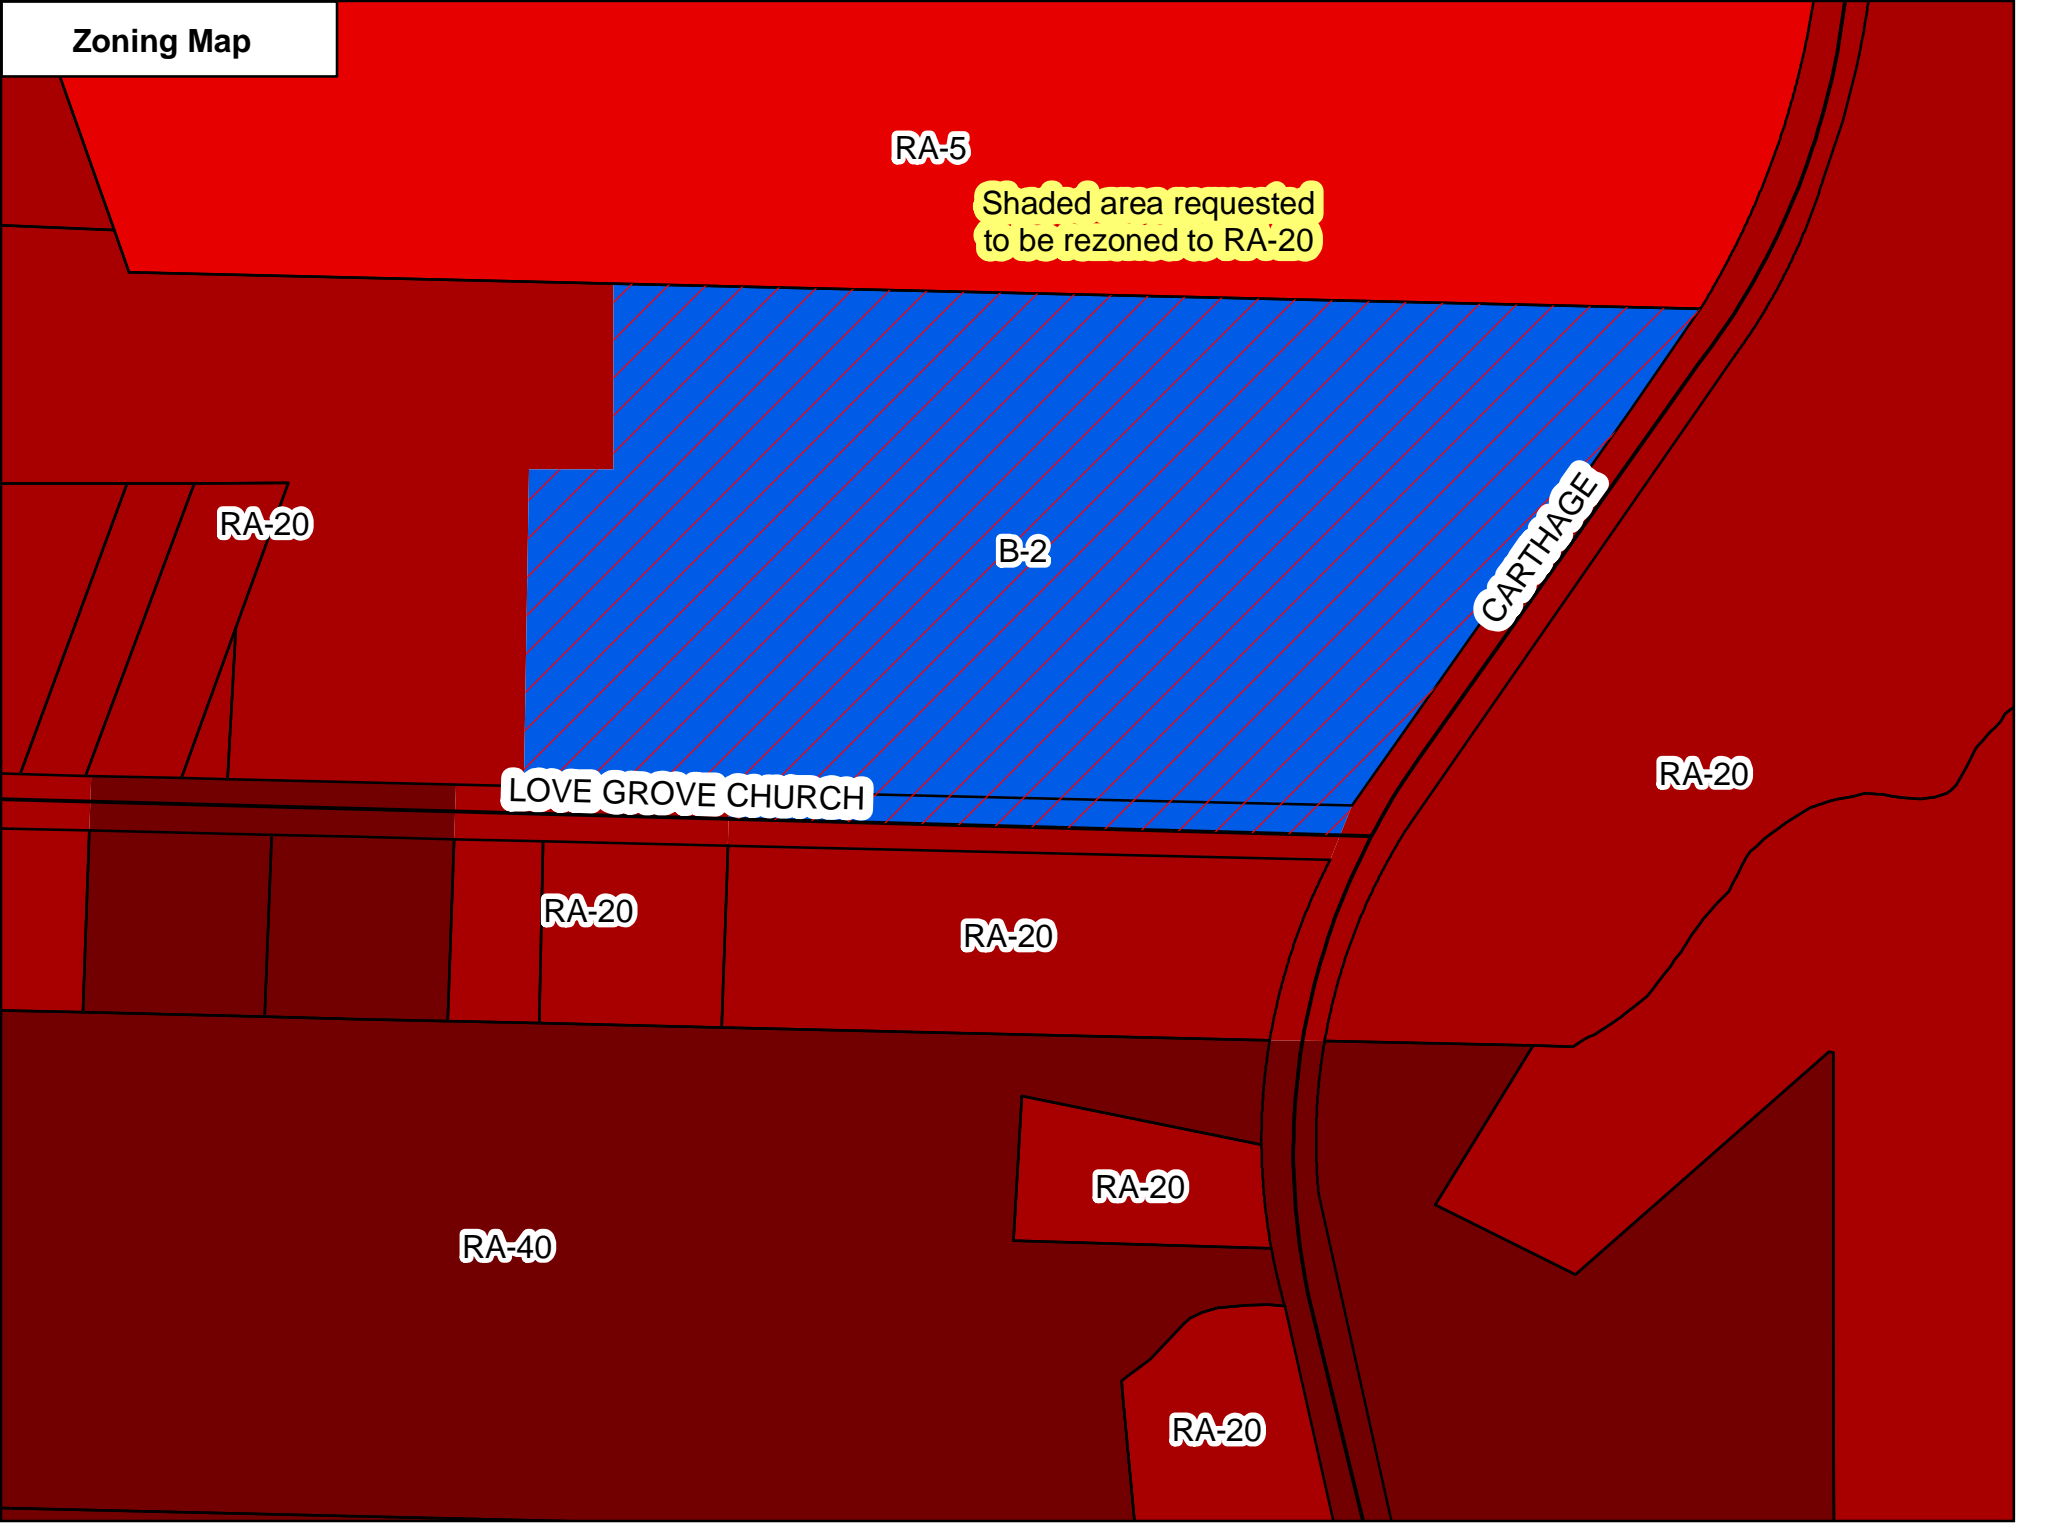 Zoning Map
RA-5
Shaded area requested
to be rezoned to RA-20
RA-20
B-2
CARTHAGE
RA-20
LOVE GROVE CHURCH
RA-20
RA-20
RA-20
RA-40
RA-20